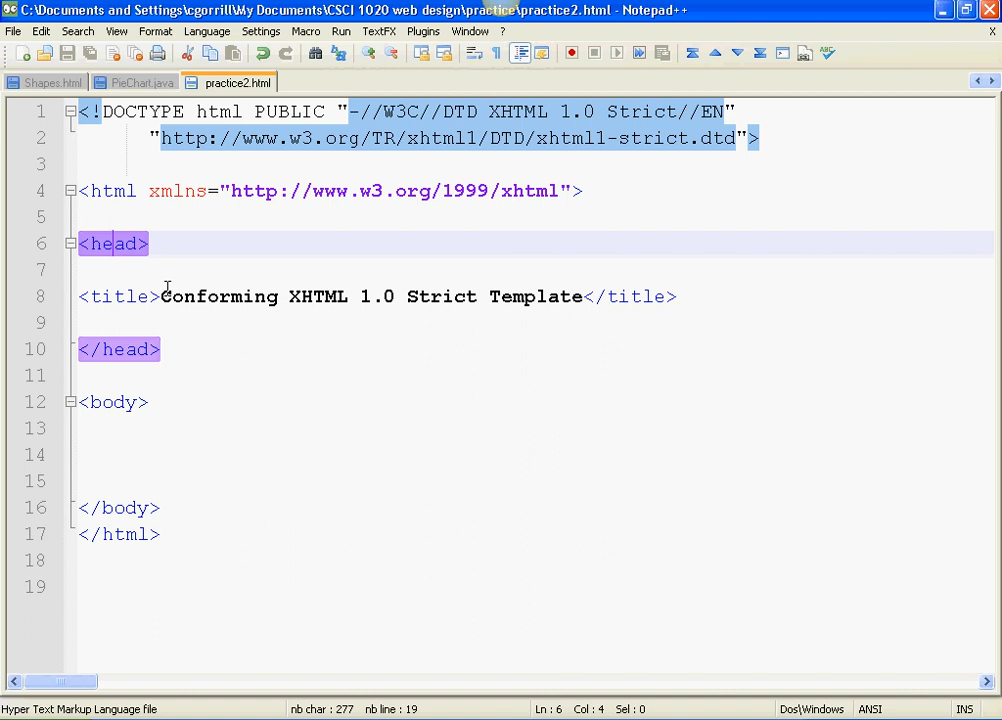 C:\Documents and Settings\cgorrill\My Documents\CSCI 1020 web design\practice\practice2.html - Notepad++
File Edit Search View Format Language Settings Macro Run TextFX Plugins Window ? X
Shapes.html PieChart.java practice2.html
1 <!DOCTYPE html PUBLIC "-//W3C//DTD XHTML 1.0 Strict//EN"
2 "http://www.w3.org/TR/xhtml1/DTD/xhtml1-strict.dtd">
3
4 <html xmlns="http://www.w3.org/1999/xhtml">
5
6 <head>
7
8 <title>Conforming XHTML 1.0 Strict Template</title>
9
10 </head>
11
12 <body>
13
14
15
16 </body>
17 </html>
18
19
Hyper Text Markup Language file nb char : 277 nb line : 19 Ln : 6 Col : 4 Sel : 0 Dos\Windows ANSI INS